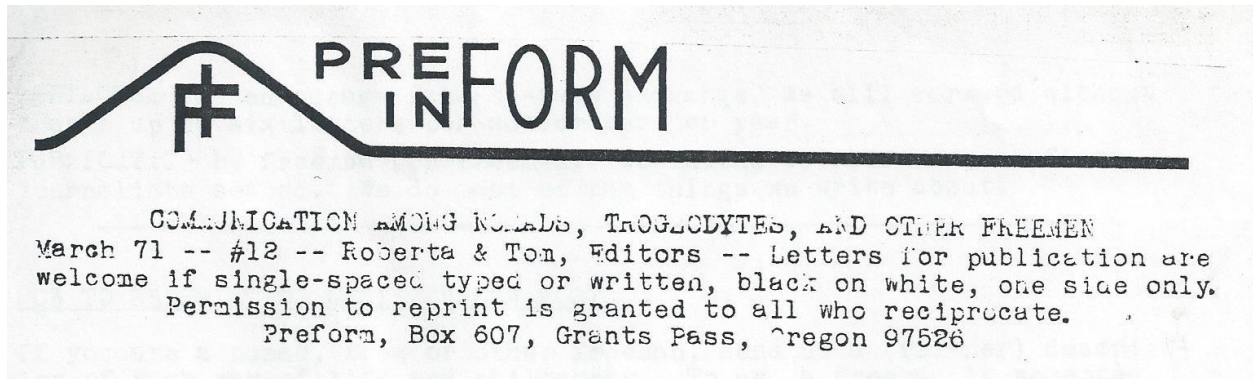 PRE FORM
IN
COMMUNICATION AMONG NOMADS, TROGLODYTES, AND OTHER FREEMEN
March 71 -- #12 -- Roberta & Tom, Editors -- Letters for publication are
welcome if single-spaced typed or written, black on white, one side only.
Permission to reprint is granted to all who reciprocate.
Preform, Box 607, Grants Pass, Oregon 97526